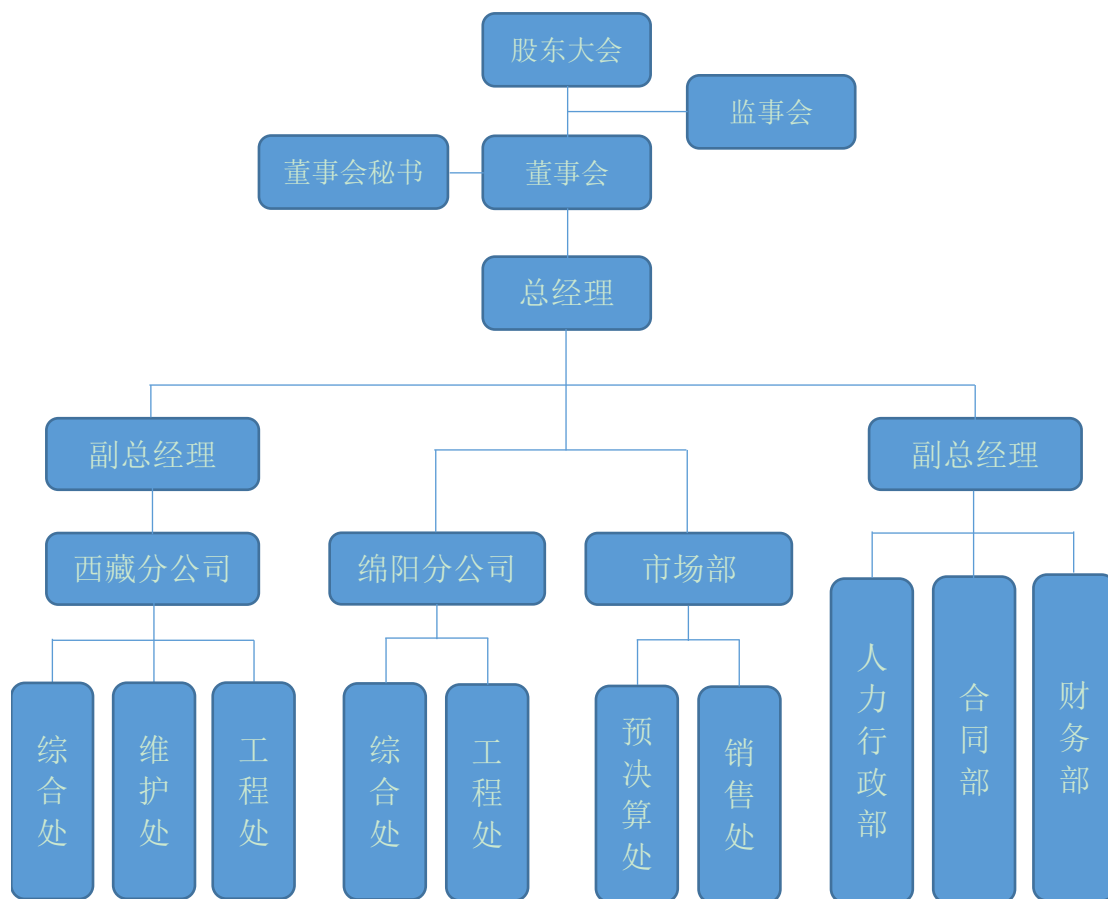 股东大会
监事会
董事会秘书
董事会
总经理
副总经理
副总经理
西藏分公司
绵阳分公司
市场部
人力行政部
合同部
财务部
综合处
维护处
工程处
综合处
工程处
预决算处
销售处